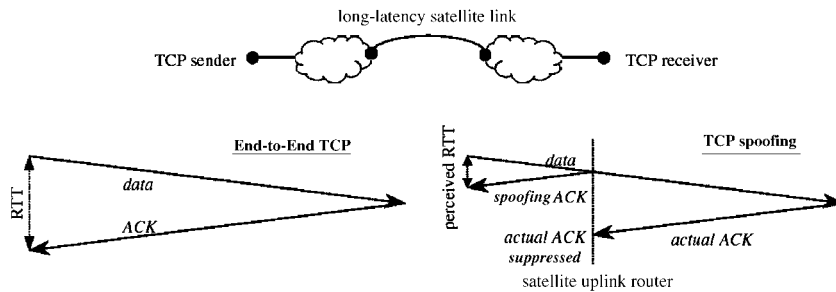 long-latency satellite link
TCP sender
TCP receiver
End-to-End TCP
RTT
data
ACK
TCP spoofing
perceived RTT
data
spoofing ACK
actual ACK
suppressed
actual ACK
satellite uplink router